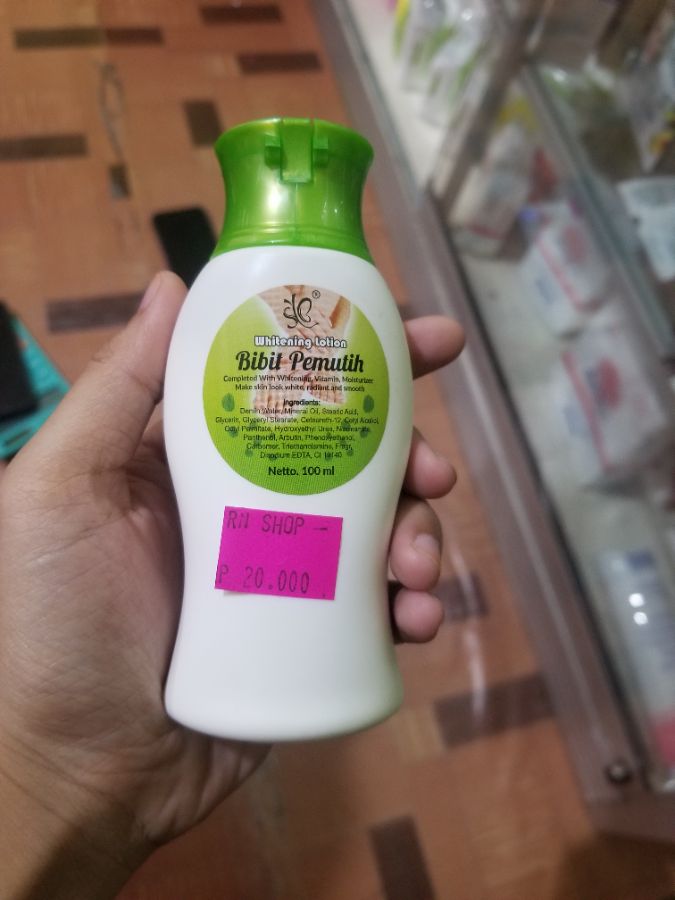 ®
Whitening Lotion
Bibit Pemutih
Completed With Whitening, Vitamin, Moisturizer
Make skin look white, radiant and smooth
Ingredients:
Demin Water, Mineral Oil, Stearic Acid,
Glycerin, Glyceryl Stearate, Ceteareth-12, Cetyl Alcohol,
Cetyl Palmitate, Hydroxyethyl Urea, Niacinamide
Panthenol, Arbutin, Phenoxyethanol,
Carbomer, Triethanolamine,
Disodium EDTA, CI 19140
Netto. 100 ml
RN SHOP -
P 20.000